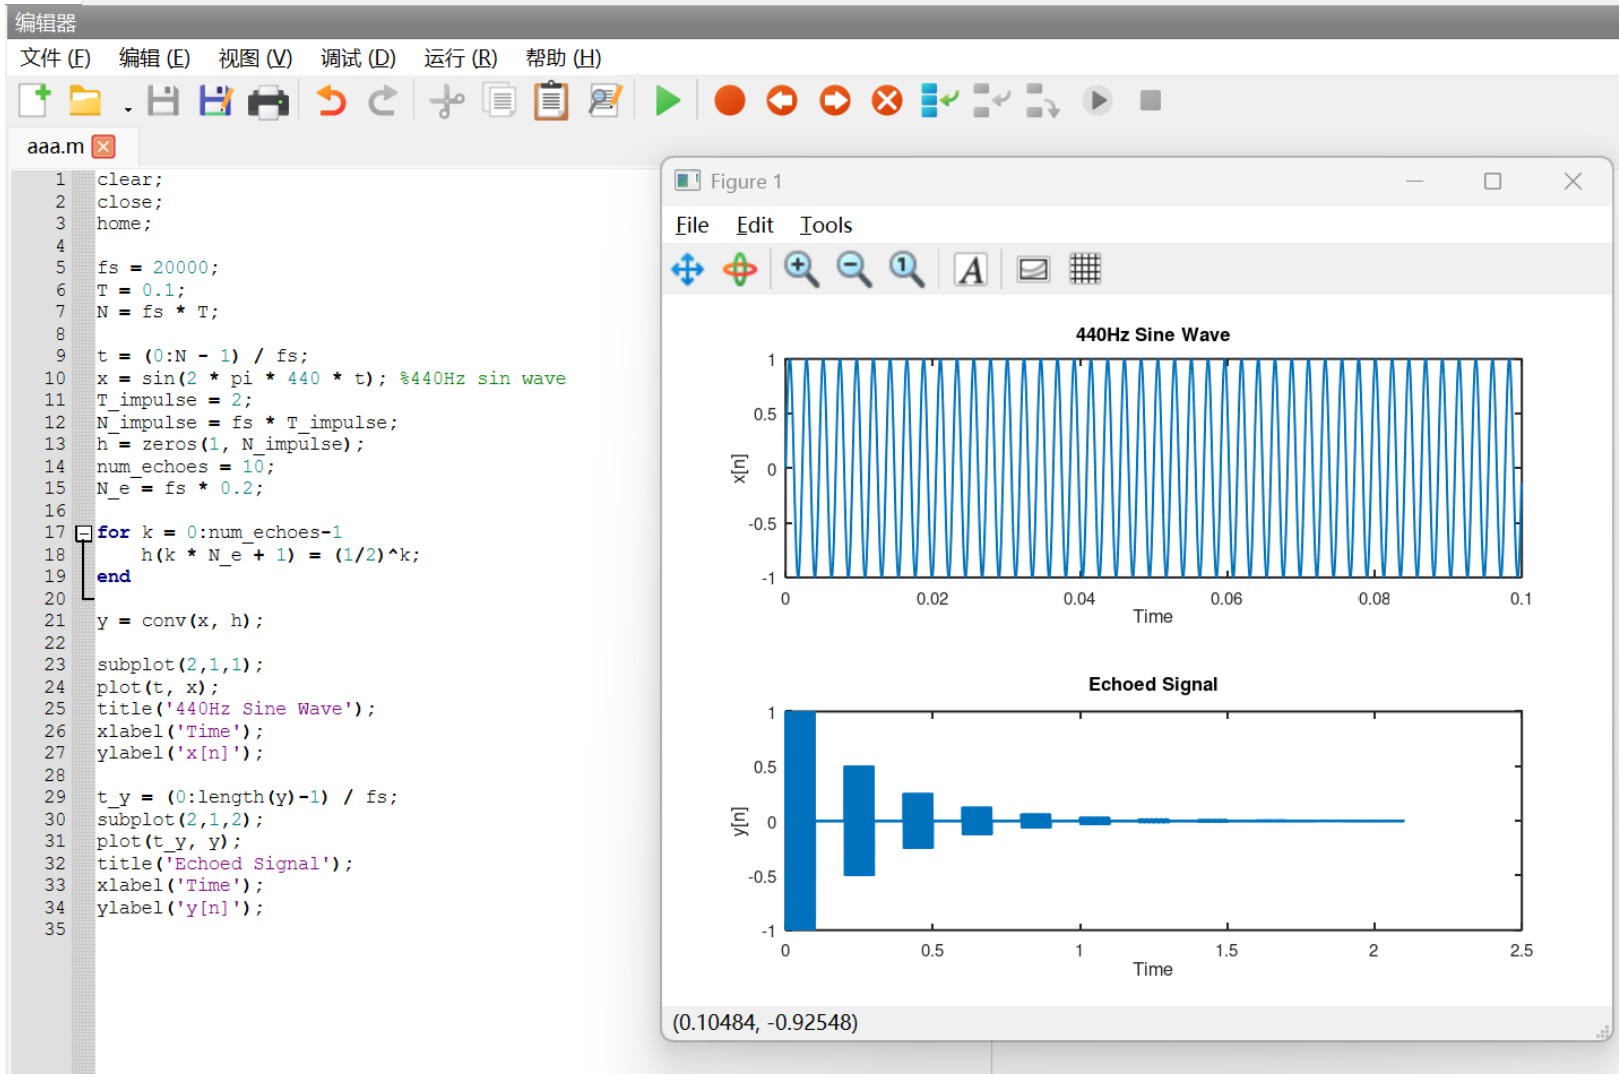 编辑器
文件 (F) 编辑 (E) 视图 (V) 调试 (D) 运行 (R) 帮助 (H)
aaa.m
1 clear;
2 close;
3 home;
4
5 fs = 20000;
6 T = 0.1;
7 N = fs * T;
8
9 t = (0:N - 1) / fs;
10 x = sin(2 * pi * 440 * t); %440Hz sin wave
11 T_impulse = 2;
12 N_impulse = fs * T_impulse;
13 h = zeros(1, N_impulse);
14 num_echoes = 10;
15 N_e = fs * 0.2;
16
17 for k = 0:num_echoes-1
18     h(k * N_e + 1) = (1/2)^k;
19 end
20
21 y = conv(x, h);
22
23 subplot(2,1,1);
24 plot(t, x);
25 title('440Hz Sine Wave');
26 xlabel('Time');
27 ylabel('x[n]');
28
29 t_y = (0:length(y)-1) / fs;
30 subplot(2,1,2);
31 plot(t_y, y);
32 title('Echoed Signal');
33 xlabel('Time');
34 ylabel('y[n]');
35
Figure 1
File Edit Tools
440Hz Sine Wave
1
0.5
0
-0.5
-1
x[n]
0 0.02 0.04 0.06 0.08 0.1
Time
Echoed Signal
1
0.5
0
-0.5
-1
y[n]
0 0.5 1 1.5 2 2.5
Time
(0.10484, -0.92548)